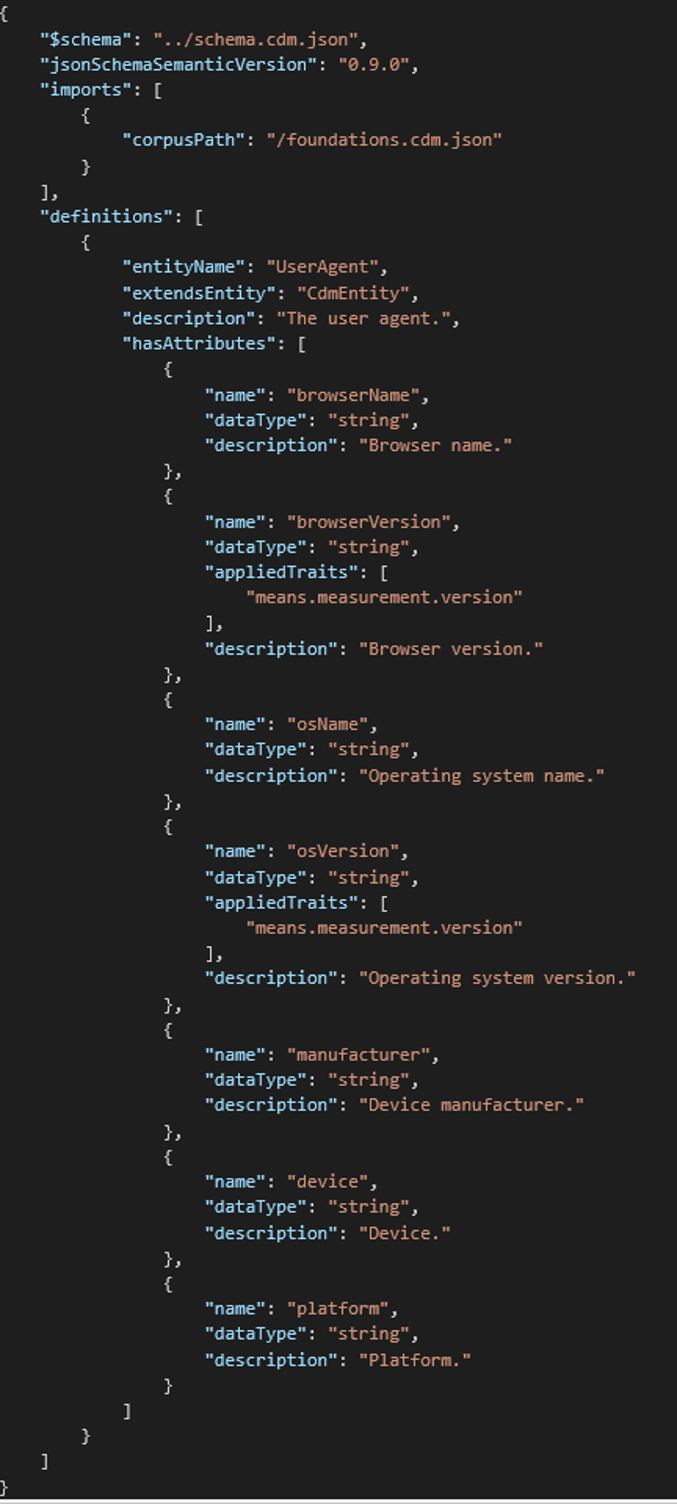 {
    "$schema": "../schema.cdm.json",
    "jsonSchemaSemanticVersion": "0.9.0",
    "imports": [
        {
            "corpusPath": "/foundations.cdm.json"
        }
    ],
    "definitions": [
        {
            "entityName": "UserAgent",
            "extendsEntity": "CdmEntity",
            "description": "The user agent.",
            "hasAttributes": [
                {
                    "name": "browserName",
                    "dataType": "string",
                    "description": "Browser name."
                },
                {
                    "name": "browserVersion",
                    "dataType": "string",
                    "appliedTraits": [
                        "means.measurement.version"
                    ],
                    "description": "Browser version."
                },
                {
                    "name": "osName",
                    "dataType": "string",
                    "description": "Operating system name."
                },
                {
                    "name": "osVersion",
                    "dataType": "string",
                    "appliedTraits": [
                        "means.measurement.version"
                    ],
                    "description": "Operating system version."
                },
                {
                    "name": "manufacturer",
                    "dataType": "string",
                    "description": "Device manufacturer."
                },
                {
                    "name": "device",
                    "dataType": "string",
                    "description": "Device."
                },
                {
                    "name": "platform",
                    "dataType": "string",
                    "description": "Platform."
                }
            ]
        }
    ]
}